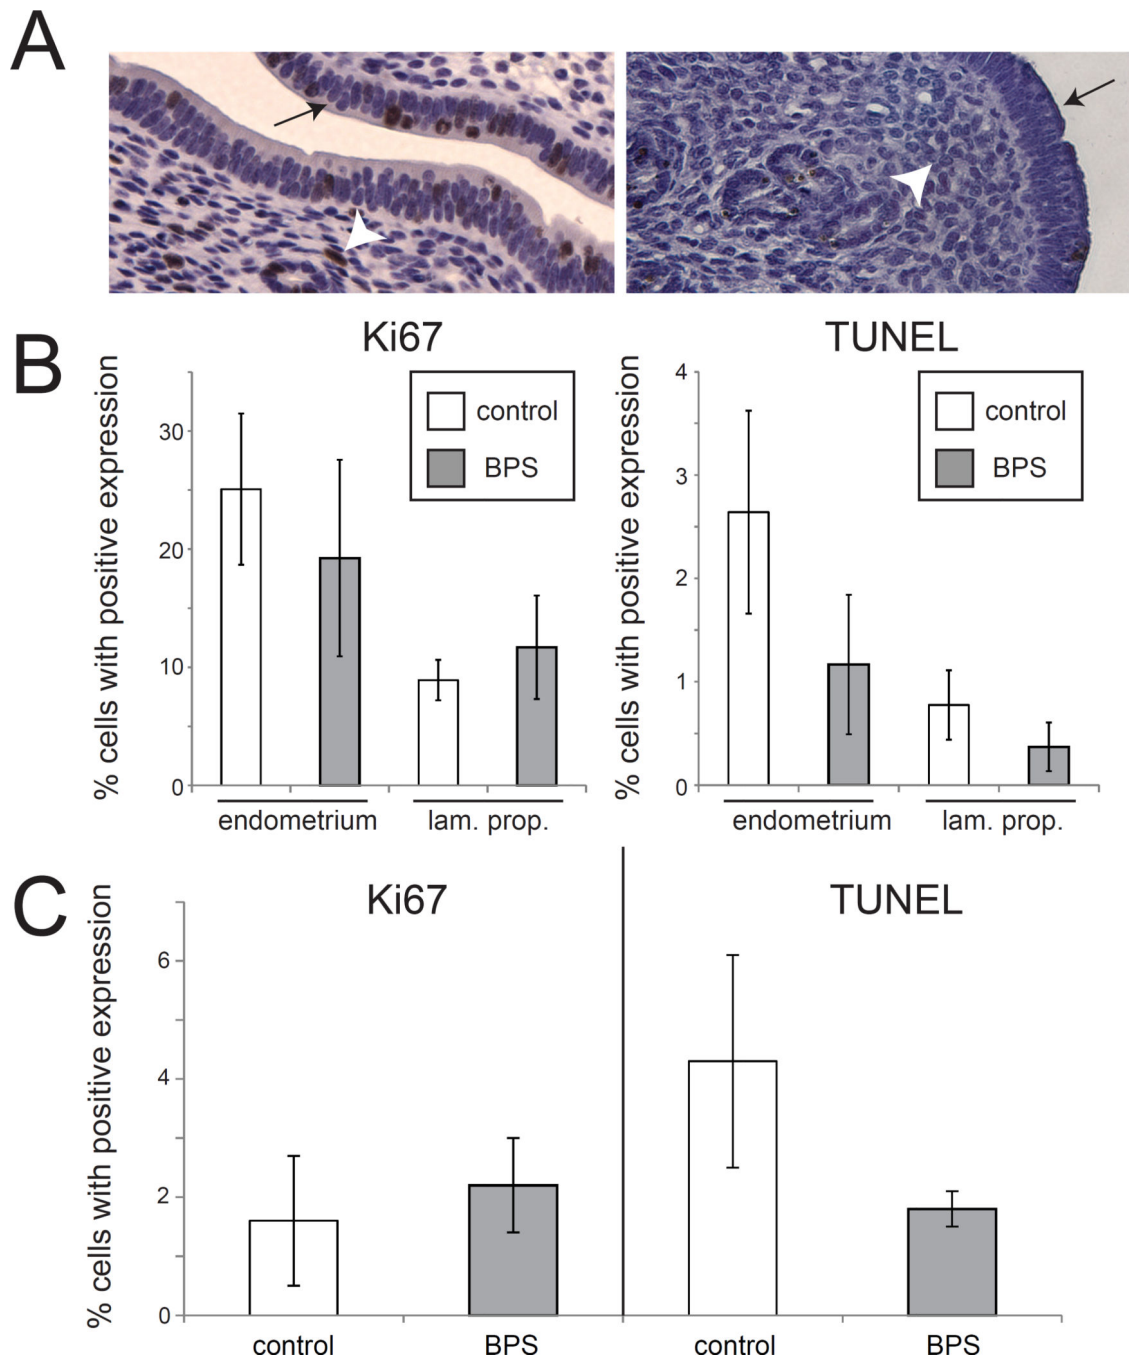 A
B
Ki67
% cells with positive expression
30
20
10
0
control
BPS
endometrium
lam. prop.
TUNEL
% cells with positive expression
4
3
2
1
0
control
BPS
endometrium
lam. prop.
C
Ki67
TUNEL
% cells with positive expression
6
4
2
0
control
BPS
control
BPS